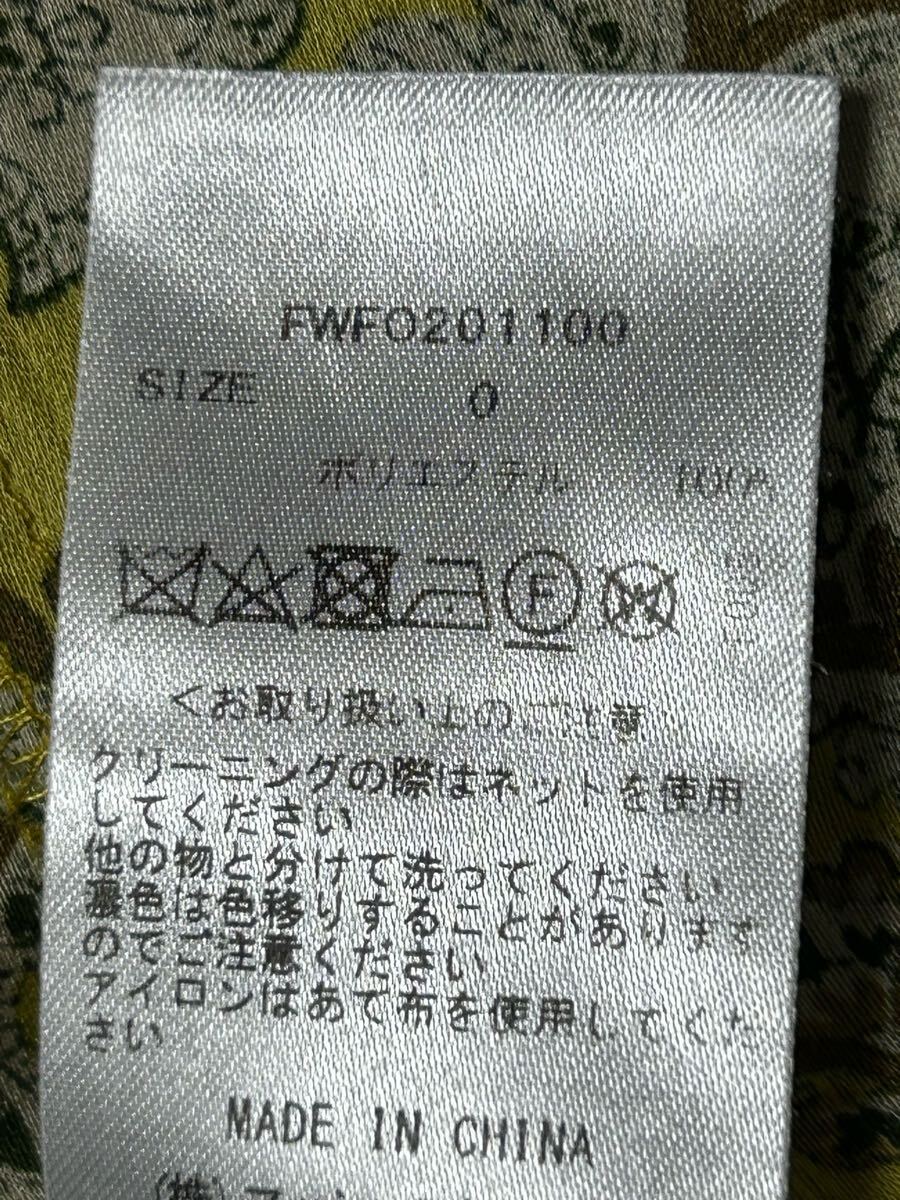 FWFO201100
SIZE 0
ポリエステル 100%
F
W
<お取り扱い上のご注意
クリーニングの際はネットを使用
してください
他の物と分けて洗ってください
濃色は色移りすることがあります
のでご注意ください
アイロンはあて布を使用してくだ
さい
MADE IN CHINA
(株)